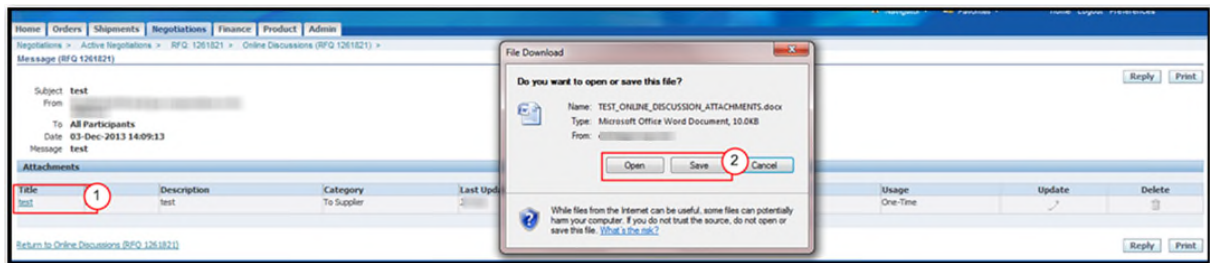 Home Logout Preferences
Home Orders Shipments Negotiations Finance Product Admin
Negotiations > Active Negotiations > RFQ: 1261821 > Online Discussions (RFQ 1261821) >
Message (RFQ 1261821)
Reply Print
Subject test
From
To All Participants
Date 03-Dec-2013 14:09:13
Message test
Attachments
Title Description Category Last Upda Usage Update Delete
test test To Supplier One-Time
1
Return to Online Discussions (RFQ 1261821)
Reply Print
File Download
Do you want to open or save this file?
Name: TEST_ONLINE_DISCUSSION_ATTACHMENTS.docx
Type: Microsoft Office Word Document, 10.0KB
From:
Open Save 2 Cancel
While files from the Internet can be useful, some files can potentially
harm your computer. If you do not trust the source, do not open or
save this file. What's the risk?